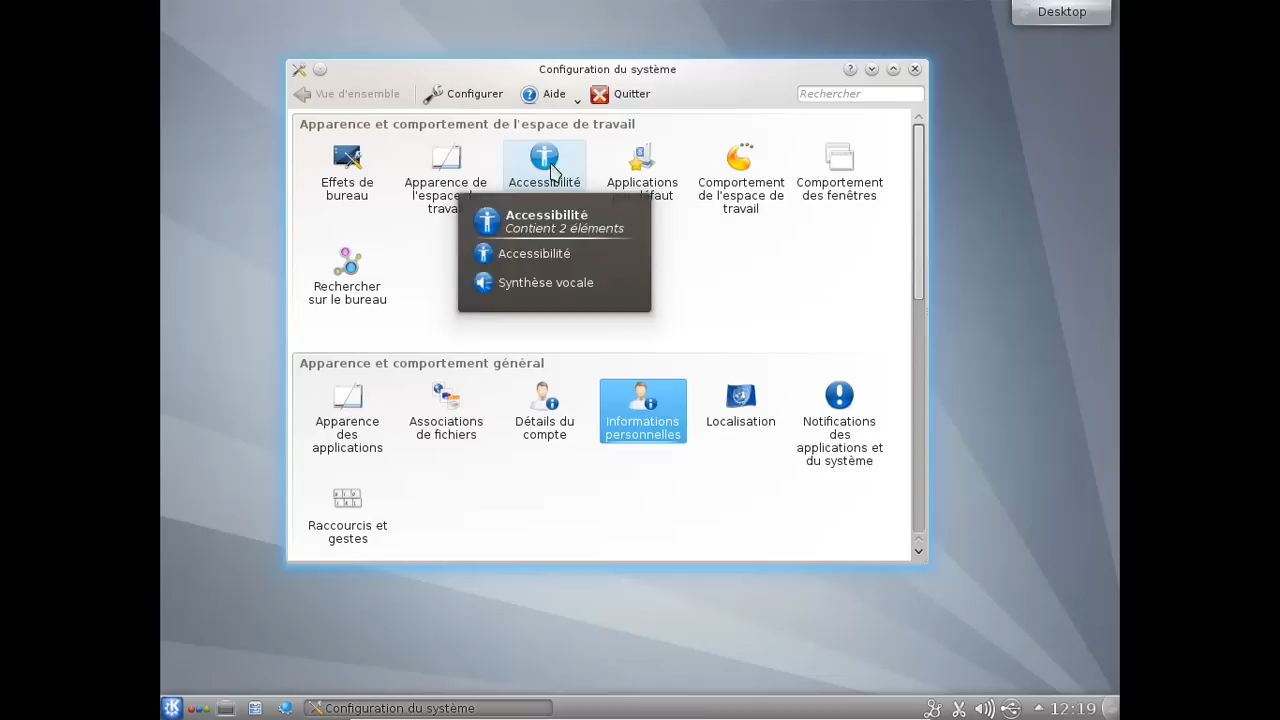 Desktop
Configuration du système
Vue d'ensemble
Configurer
Aide
Quitter
Rechercher
Apparence et comportement de l'espace de travail
Effets de
bureau
Apparence de
l'espace de
travail
Accessibilité
Applications
par défaut
Comportement
de l'espace de
travail
Comportement
des fenêtres
Accessibilité
Contient 2 éléments
Accessibilité
Synthèse vocale
Rechercher
sur le bureau
Apparence et comportement général
Apparence
des
applications
Associations
de fichiers
Détails du
compte
Informations
personnelles
Localisation
Notifications
des
applications et
du système
Raccourcis et
gestes
Configuration du système
12:19